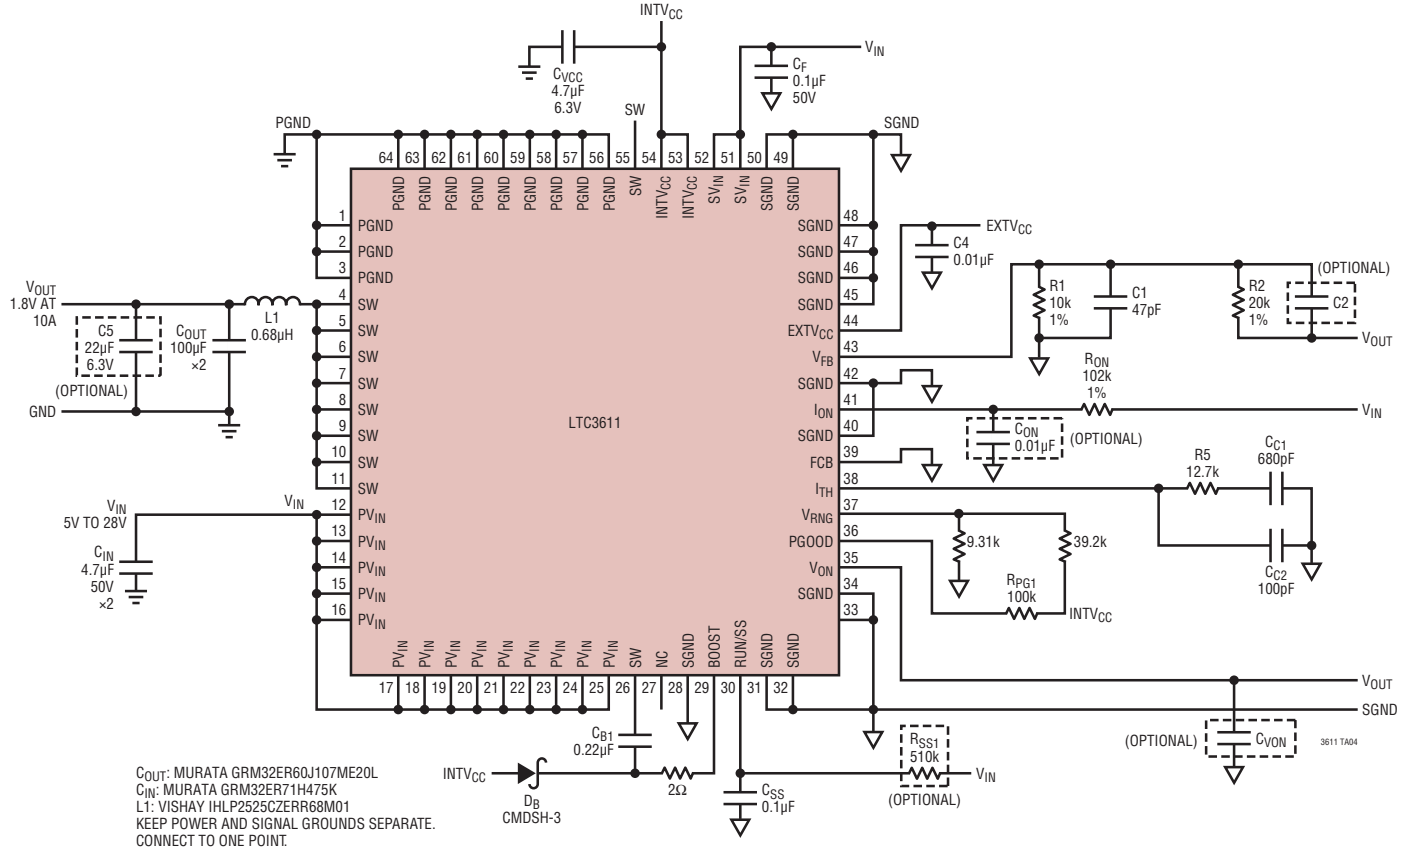 INTVCC
CVCC
4.7µF
6.3V
SW
VIN
CF
0.1µF
50V
PGND
SGND
64 63 62 61 60 59 58 57 56 55 54 53 52 51 50 49
PGND PGND PGND PGND PGND PGND PGND PGND PGND SW INTVCC INTVCC SVIN SVIN SGND SGND
1 PGND
2 PGND
3 PGND
4 SW
5 SW
6 SW
7 SW
8 SW
9 SW
10 SW
11 SW
12 PVIN
13 PVIN
14 PVIN
15 PVIN
16 PVIN
LTC3611
SGND 48
SGND 47
SGND 46
SGND 45
EXTVCC 44
VFB 43
SGND 42
ION 41
SGND 40
FCB 39
ITH 38
VRNG 37
PGOOD 36
VON 35
SGND 34
33
PVIN PVIN PVIN PVIN PVIN PVIN PVIN PVIN PVIN SW NC SGND BOOST RUN/SS SGND SGND
17 18 19 20 21 22 23 24 25 26 27 28 29 30 31 32
VOUT
1.8V AT
10A
C5
22µF
6.3V
(OPTIONAL)
COUT
100µF
×2
L1
0.68µH
GND
VIN
5V TO 28V
VIN
CIN
4.7µF
50V
×2
EXTVCC
C4
0.01µF
R1
10k
1%
C1
47pF
R2
20k
1%
(OPTIONAL)
C2
VOUT
RON
102k
1%
VIN
CON
0.01µF
(OPTIONAL)
R5
12.7k
CC1
680pF
CC2
100pF
9.31k
39.2k
RPG1
100k
INTVCC
VOUT
SGND
(OPTIONAL)
CVON
3611 TA04
CB1
0.22µF
INTVCC
DB
CMDSH-3
2Ω
CSS
0.1µF
RSS1
510k
(OPTIONAL)
VIN
COUT: MURATA GRM32ER60J107ME20L
CIN: MURATA GRM32ER71H475K
L1: VISHAY IHLP2525CZERR68M01
KEEP POWER AND SIGNAL GROUNDS SEPARATE.
CONNECT TO ONE POINT.